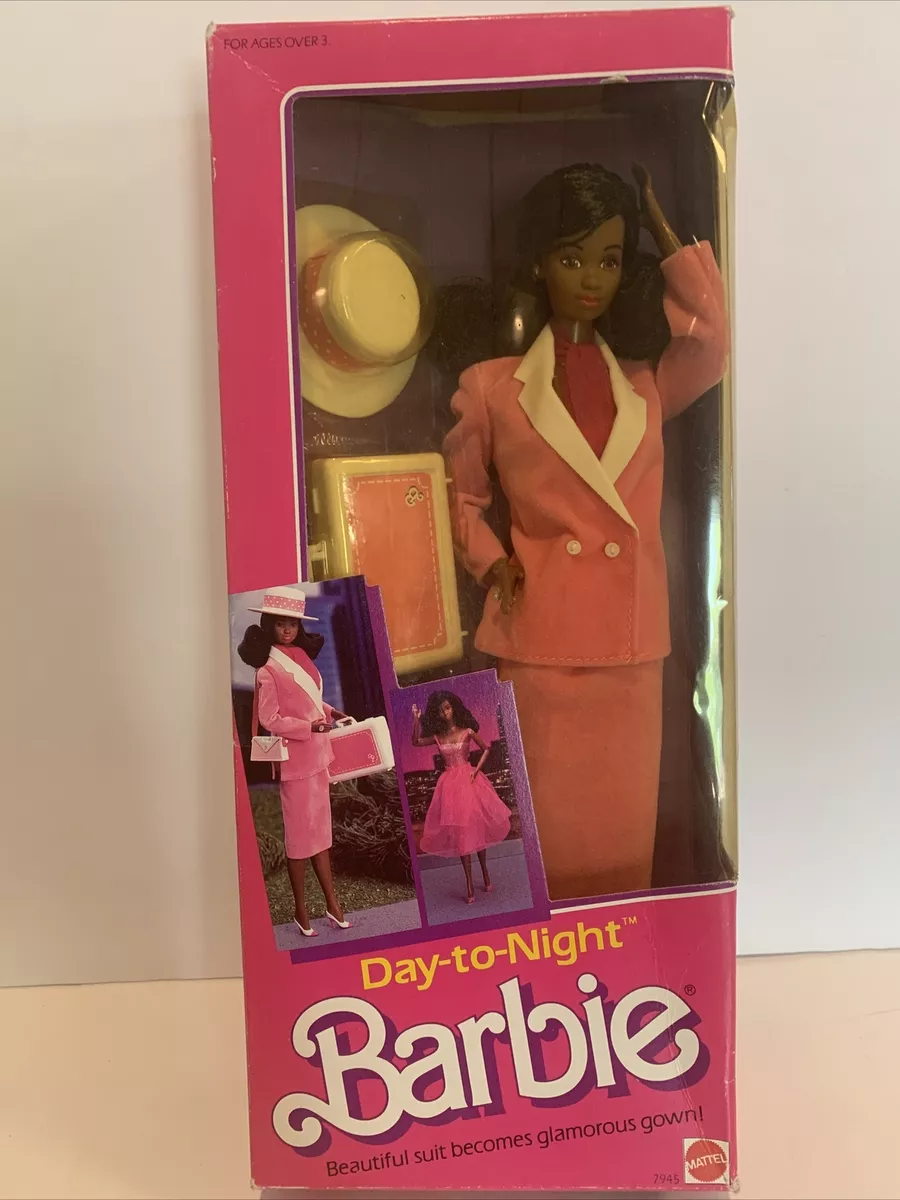 FOR AGES OVER 3.
Day-to-Night™
Barbie®
Beautiful suit becomes glamorous gown!
7945
MATTEL